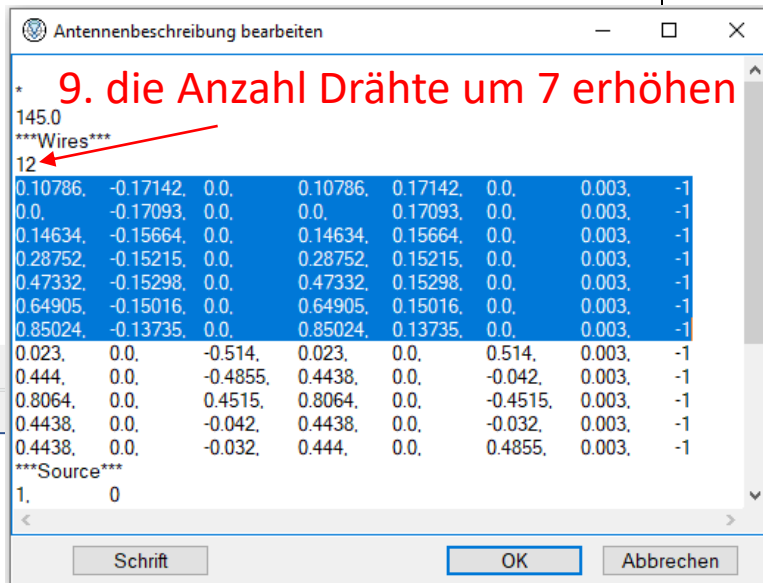 Antennenbeschreibung bearbeiten
9. die Anzahl Drähte um 7 erhöhen
*
145.0
***Wires***
12
0.10786, -0.17142, 0.0, 0.10786, 0.17142, 0.0, 0.003, -1
0.0, -0.17093, 0.0, 0.0, 0.17093, 0.0, 0.003, -1
0.14634, -0.15664, 0.0, 0.14634, 0.15664, 0.0, 0.003, -1
0.28752, -0.15215, 0.0, 0.28752, 0.15215, 0.0, 0.003, -1
0.47332, -0.15298, 0.0, 0.47332, 0.15298, 0.0, 0.003, -1
0.64905, -0.15016, 0.0, 0.64905, 0.15016, 0.0, 0.003, -1
0.85024, -0.13735, 0.0, 0.85024, 0.13735, 0.0, 0.003, -1
0.023, 0.0, -0.514, 0.023, 0.0, 0.514, 0.003, -1
0.444, 0.0, -0.4855, 0.4438, 0.0, -0.042, 0.003, -1
0.8064, 0.0, 0.4515, 0.8064, 0.0, -0.4515, 0.003, -1
0.4438, 0.0, -0.042, 0.4438, 0.0, -0.032, 0.003, -1
0.4438, 0.0, -0.032, 0.444, 0.0, 0.4855, 0.003, -1
***Source***
1, 0
Schrift OK Abbrechen